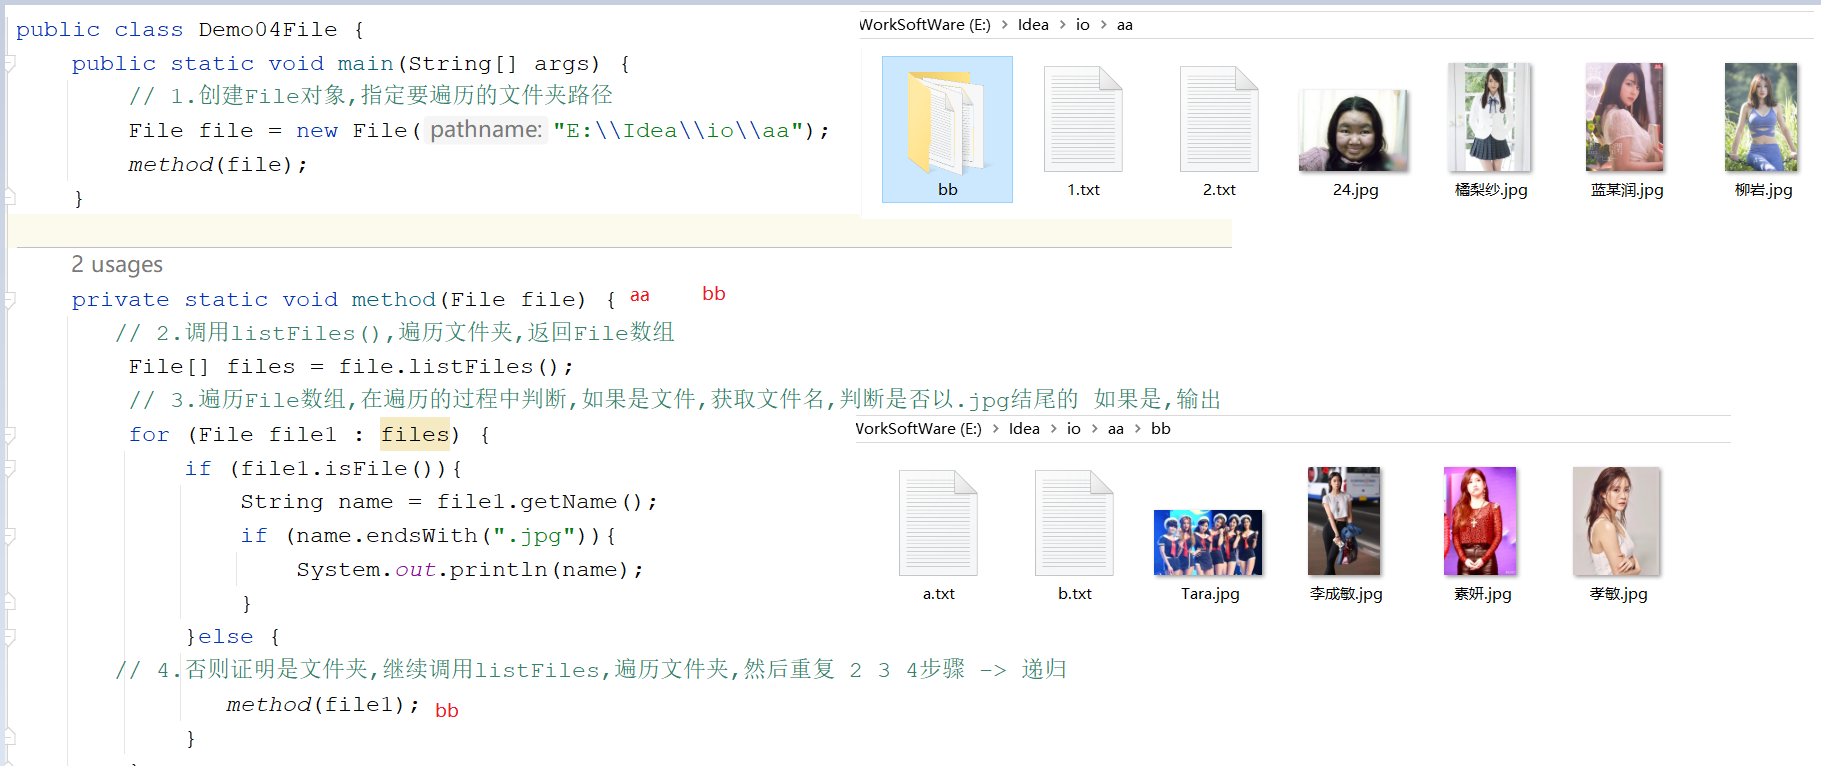 public class Demo04File {
public static void main(String[] args) {
// 1.创建File对象,指定要遍历的文件夹路径
File file = new File( pathname: "E:\\Idea\\io\\aa");
method(file);
}
WorkSoftWare (E:) > Idea > io > aa
bb
1.txt
2.txt
24.jpg
橘梨纱.jpg
蓝某润.jpg
柳岩.jpg
2 usages
private static void method(File file) { aa bb
// 2.调用listFiles(),遍历文件夹,返回File数组
File[] files = file.listFiles();
// 3.遍历File数组,在遍历的过程中判断,如果是文件,获取文件名,判断是否以.jpg结尾的 如果是,输出
for (File file1 : files) {
if (file1.isFile()){
String name = file1.getName();
if (name.endsWith(".jpg")){
System.out.println(name);
}
}else {
// 4.否则证明是文件夹,继续调用listFiles,遍历文件夹,然后重复 2 3 4步骤 -> 递归
method(file1); bb
}
WorkSoftWare (E:) > Idea > io > aa > bb
a.txt
b.txt
Tara.jpg
李成敏.jpg
素妍.jpg
孝敏.jpg